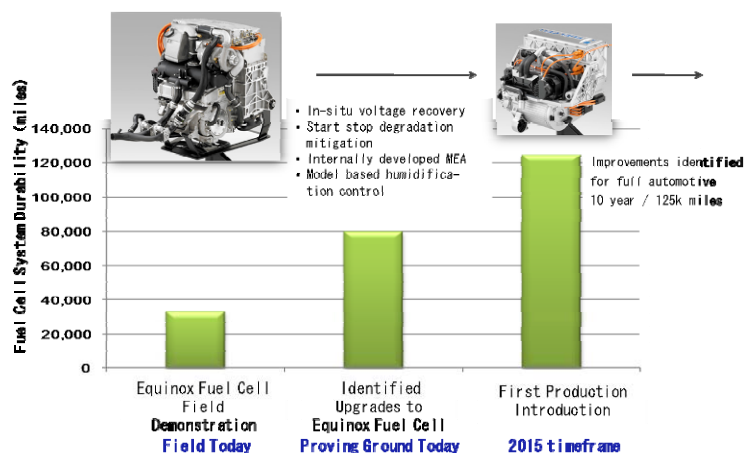 Fuel Cell System Durability (miles)
140,000
120,000
100,000
80,000
60,000
40,000
20,000
0
• In-situ voltage recovery
• Start stop degradation
mitigation
• Internally developed MEA
• Model based humidifica-
tion control
Improvements identified
for full automotive
10 year / 125k miles
Equinox Fuel Cell
Field
Demonstration
Field Today
Identified
Upgrades to
Equinox Fuel Cell
Proving Ground Today
First Production
Introduction
2015 timeframe